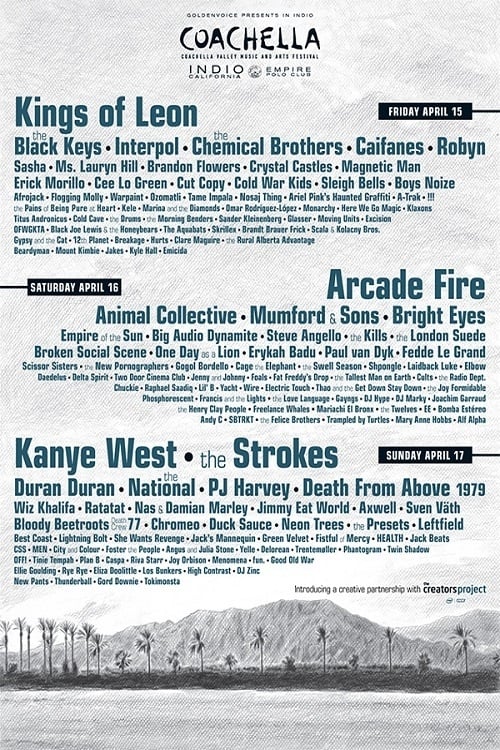 GOLDENVOICE PRESENTS IN INDIO
COACHELLA
COACHELLA VALLEY MUSIC AND ARTS FESTIVAL
INDIO CALIFORNIA EMPIRE POLO CLUB
Kings of Leon
FRIDAY APRIL 15
the Black Keys • Interpol • the Chemical Brothers • Caifanes • Robyn
Sasha • Ms. Lauryn Hill • Brandon Flowers • Crystal Castles • Magnetic Man
Erick Morillo • Cee Lo Green • Cut Copy • Cold War Kids • Sleigh Bells • Boys Noize
Afrojack • Flogging Molly • Warpaint • Ozomatli • Tame Impala • Nosaj Thing • Ariel Pink's Haunted Graffiti • A-Trak • !!!
the Pains of Being Pure at Heart • Kele • Marina and the Diamonds • Omar Rodriguez-López • Monarchy • Here We Go Magic • Klaxons
Titus Andronicus • Cold Cave • the Drums • the Morning Benders • Sander Kleinenberg • Glasser • Moving Units • Excision
OFWGKTA • Black Joe Lewis & the Honeybears • The Aquabats • Skrillex • Brandt Brauer Frick • Scala & Kolacny Bros.
Gypsy and the Cat • 12th Planet • Breakage • Hurts • Clare Maguire • the Rural Alberta Advantage
Beardyman • Mount Kimbie • Jakes • Kyle Hall • Emicida
SATURDAY APRIL 16
Arcade Fire
Animal Collective • Mumford & Sons • Bright Eyes
Empire of the Sun • Big Audio Dynamite • Steve Angello • the Kills • the London Suede
Broken Social Scene • One Day as a Lion • Erykah Badu • Paul van Dyk • Fedde Le Grand
Scissor Sisters • the New Pornographers • Gogol Bordello • Cage the Elephant • the Swell Season • Shpongle • Laidback Luke • Elbow
Daedelus • Delta Spirit • Two Door Cinema Club • Jenny and Johnny • Foals • Fat Freddy's Drop • the Tallest Man on Earth • Cults • the Radio Dept.
Chuckie • Raphael Saadiq • Lil' B • Yacht • Wire • Electric Touch • Thao and the Get Down Stay Down • the Joy Formidable
Phosphorescent • Francis and the Lights • the Love Language • Gayngs • DJ Hype • DJ Marky • Joachim Garraud
the Henry Clay People • Freelance Whales • Mariachi El Bronx • the Twelves • EE • Bomba Estéreo
Andy C • SBTRKT • the Felice Brothers • Trampled by Turtles • Mary Anne Hobbs • Alf Alpha
Kanye West • the Strokes
SUNDAY APRIL 17
Duran Duran • the National • PJ Harvey • Death From Above 1979
Wiz Khalifa • Ratatat • Nas & Damian Marley • Jimmy Eat World • Axwell • Sven Väth
Bloody Beetroots Death Crew 77 • Chromeo • Duck Sauce • Neon Trees • the Presets • Leftfield
Best Coast • Lightning Bolt • She Wants Revenge • Jack's Mannequin • Green Velvet • Fistful of Mercy • HEALTH • Jack Beats
CSS • MEN • City and Colour • Foster the People • Angus and Julia Stone • Yelle • Delorean • Trentemøller • Phantogram • Twin Shadow
OFF! • Tinie Tempah • Plan B • Caspa • Riva Starr • Joy Orbison • Menomena • fun. • Good Old War
Ellie Goulding • Rye Rye • Eliza Doolittle • Los Bunkers • High Contrast • DJ Zinc
New Pants • Thunderball • Gord Downie • Tokimonsta
Introducing a creative partnership with the creatorsproject